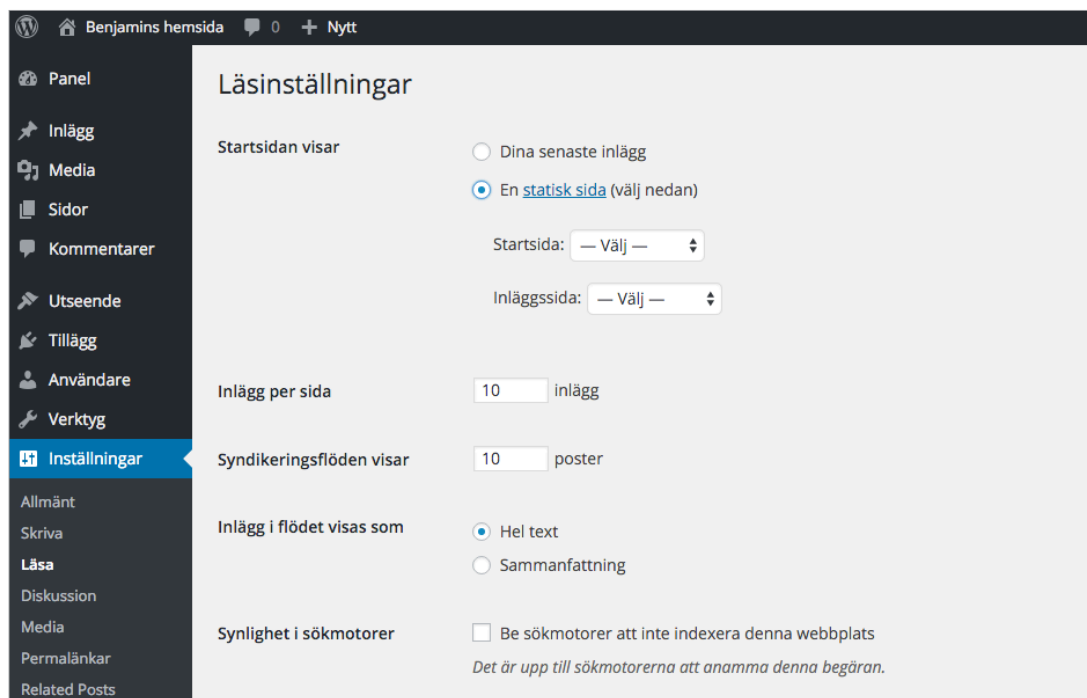 Benjamins hemsida 0 Nytt
Panel
Inlägg
Media
Sidor
Kommentarer
Utseende
Tillägg
Användare
Verktyg
Inställningar
Allmänt
Skriva
Läsa
Diskussion
Media
Permalänkar
Related Posts
Läsinställningar
Startsidan visar
Dina senaste inlägg
En statisk sida (välj nedan)
Startsida: — Välj —
Inläggssida: — Välj —
Inlägg per sida 10 inlägg
Syndikeringsflöden visar 10 poster
Inlägg i flödet visas som
Hel text
Sammanfattning
Synlighet i sökmotorer
Be sökmotorer att inte indexera denna webbplats
Det är upp till sökmotorerna att anamma denna begäran.